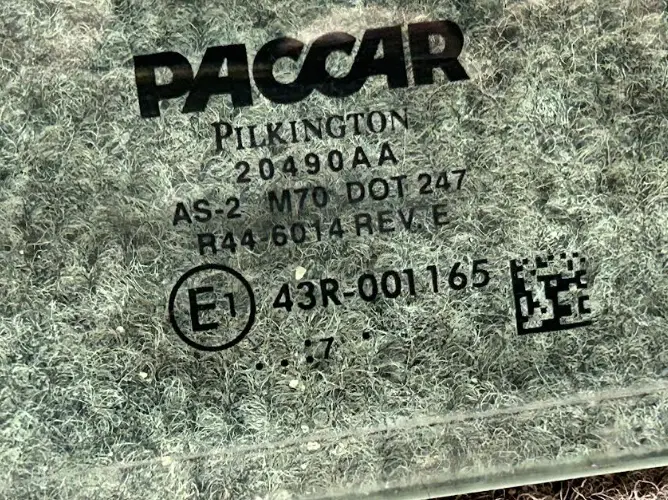 PACCAR
PILKINGTON
20490AA
AS-2 M70 DOT 247
R44-6014 REV. E
E1 43R-001165
. . : 7 .